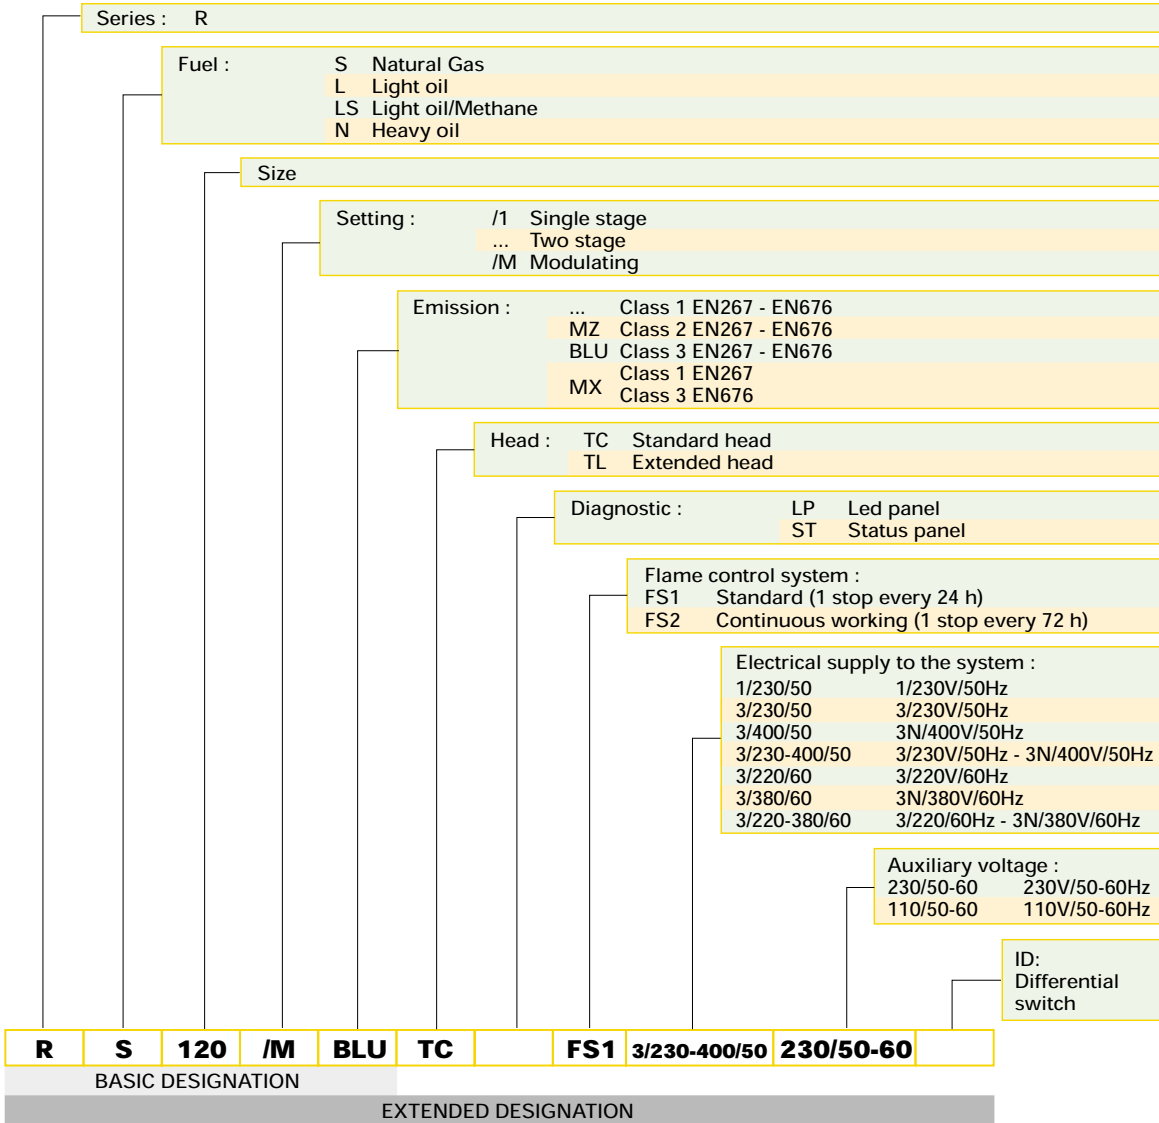 Series : R
Fuel : S Natural Gas
L Light oil
LS Light oil/Methane
N Heavy oil
Size
Setting : /1 Single stage
... Two stage
/M Modulating
Emission : ... Class 1 EN267 - EN676
MZ Class 2 EN267 - EN676
BLU Class 3 EN267 - EN676
MX Class 1 EN267
Class 3 EN676
Head : TC Standard head
TL Extended head
Diagnostic : LP Led panel
ST Status panel
Flame control system :
FS1 Standard (1 stop every 24 h)
FS2 Continuous working (1 stop every 72 h)
Electrical supply to the system :
1/230/50 1/230V/50Hz
3/230/50 3/230V/50Hz
3/400/50 3N/400V/50Hz
3/230-400/50 3/230V/50Hz - 3N/400V/50Hz
3/220/60 3/220V/60Hz
3/380/60 3N/380V/60Hz
3/220-380/60 3/220/60Hz - 3N/380V/60Hz
Auxiliary voltage :
230/50-60 230V/50-60Hz
110/50-60 110V/50-60Hz
ID:
Differential
switch
R S 120 /M BLU TC FS1 3/230-400/50 230/50-60
BASIC DESIGNATION
EXTENDED DESIGNATION